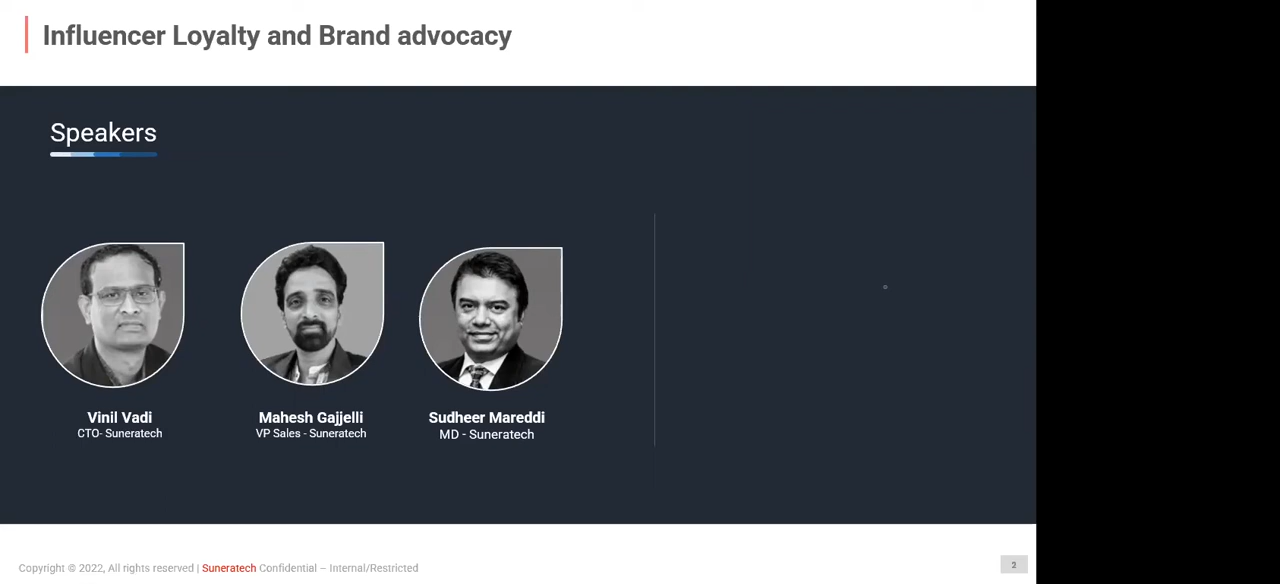 Influencer Loyalty and Brand advocacy
Speakers
Vinil Vadi
CTO- Suneratech
Mahesh Gajjelli
VP Sales - Suneratech
Sudheer Mareddi
MD - Suneratech
Copyright © 2022, All rights reserved | Suneratech Confidential – Internal/Restricted
2